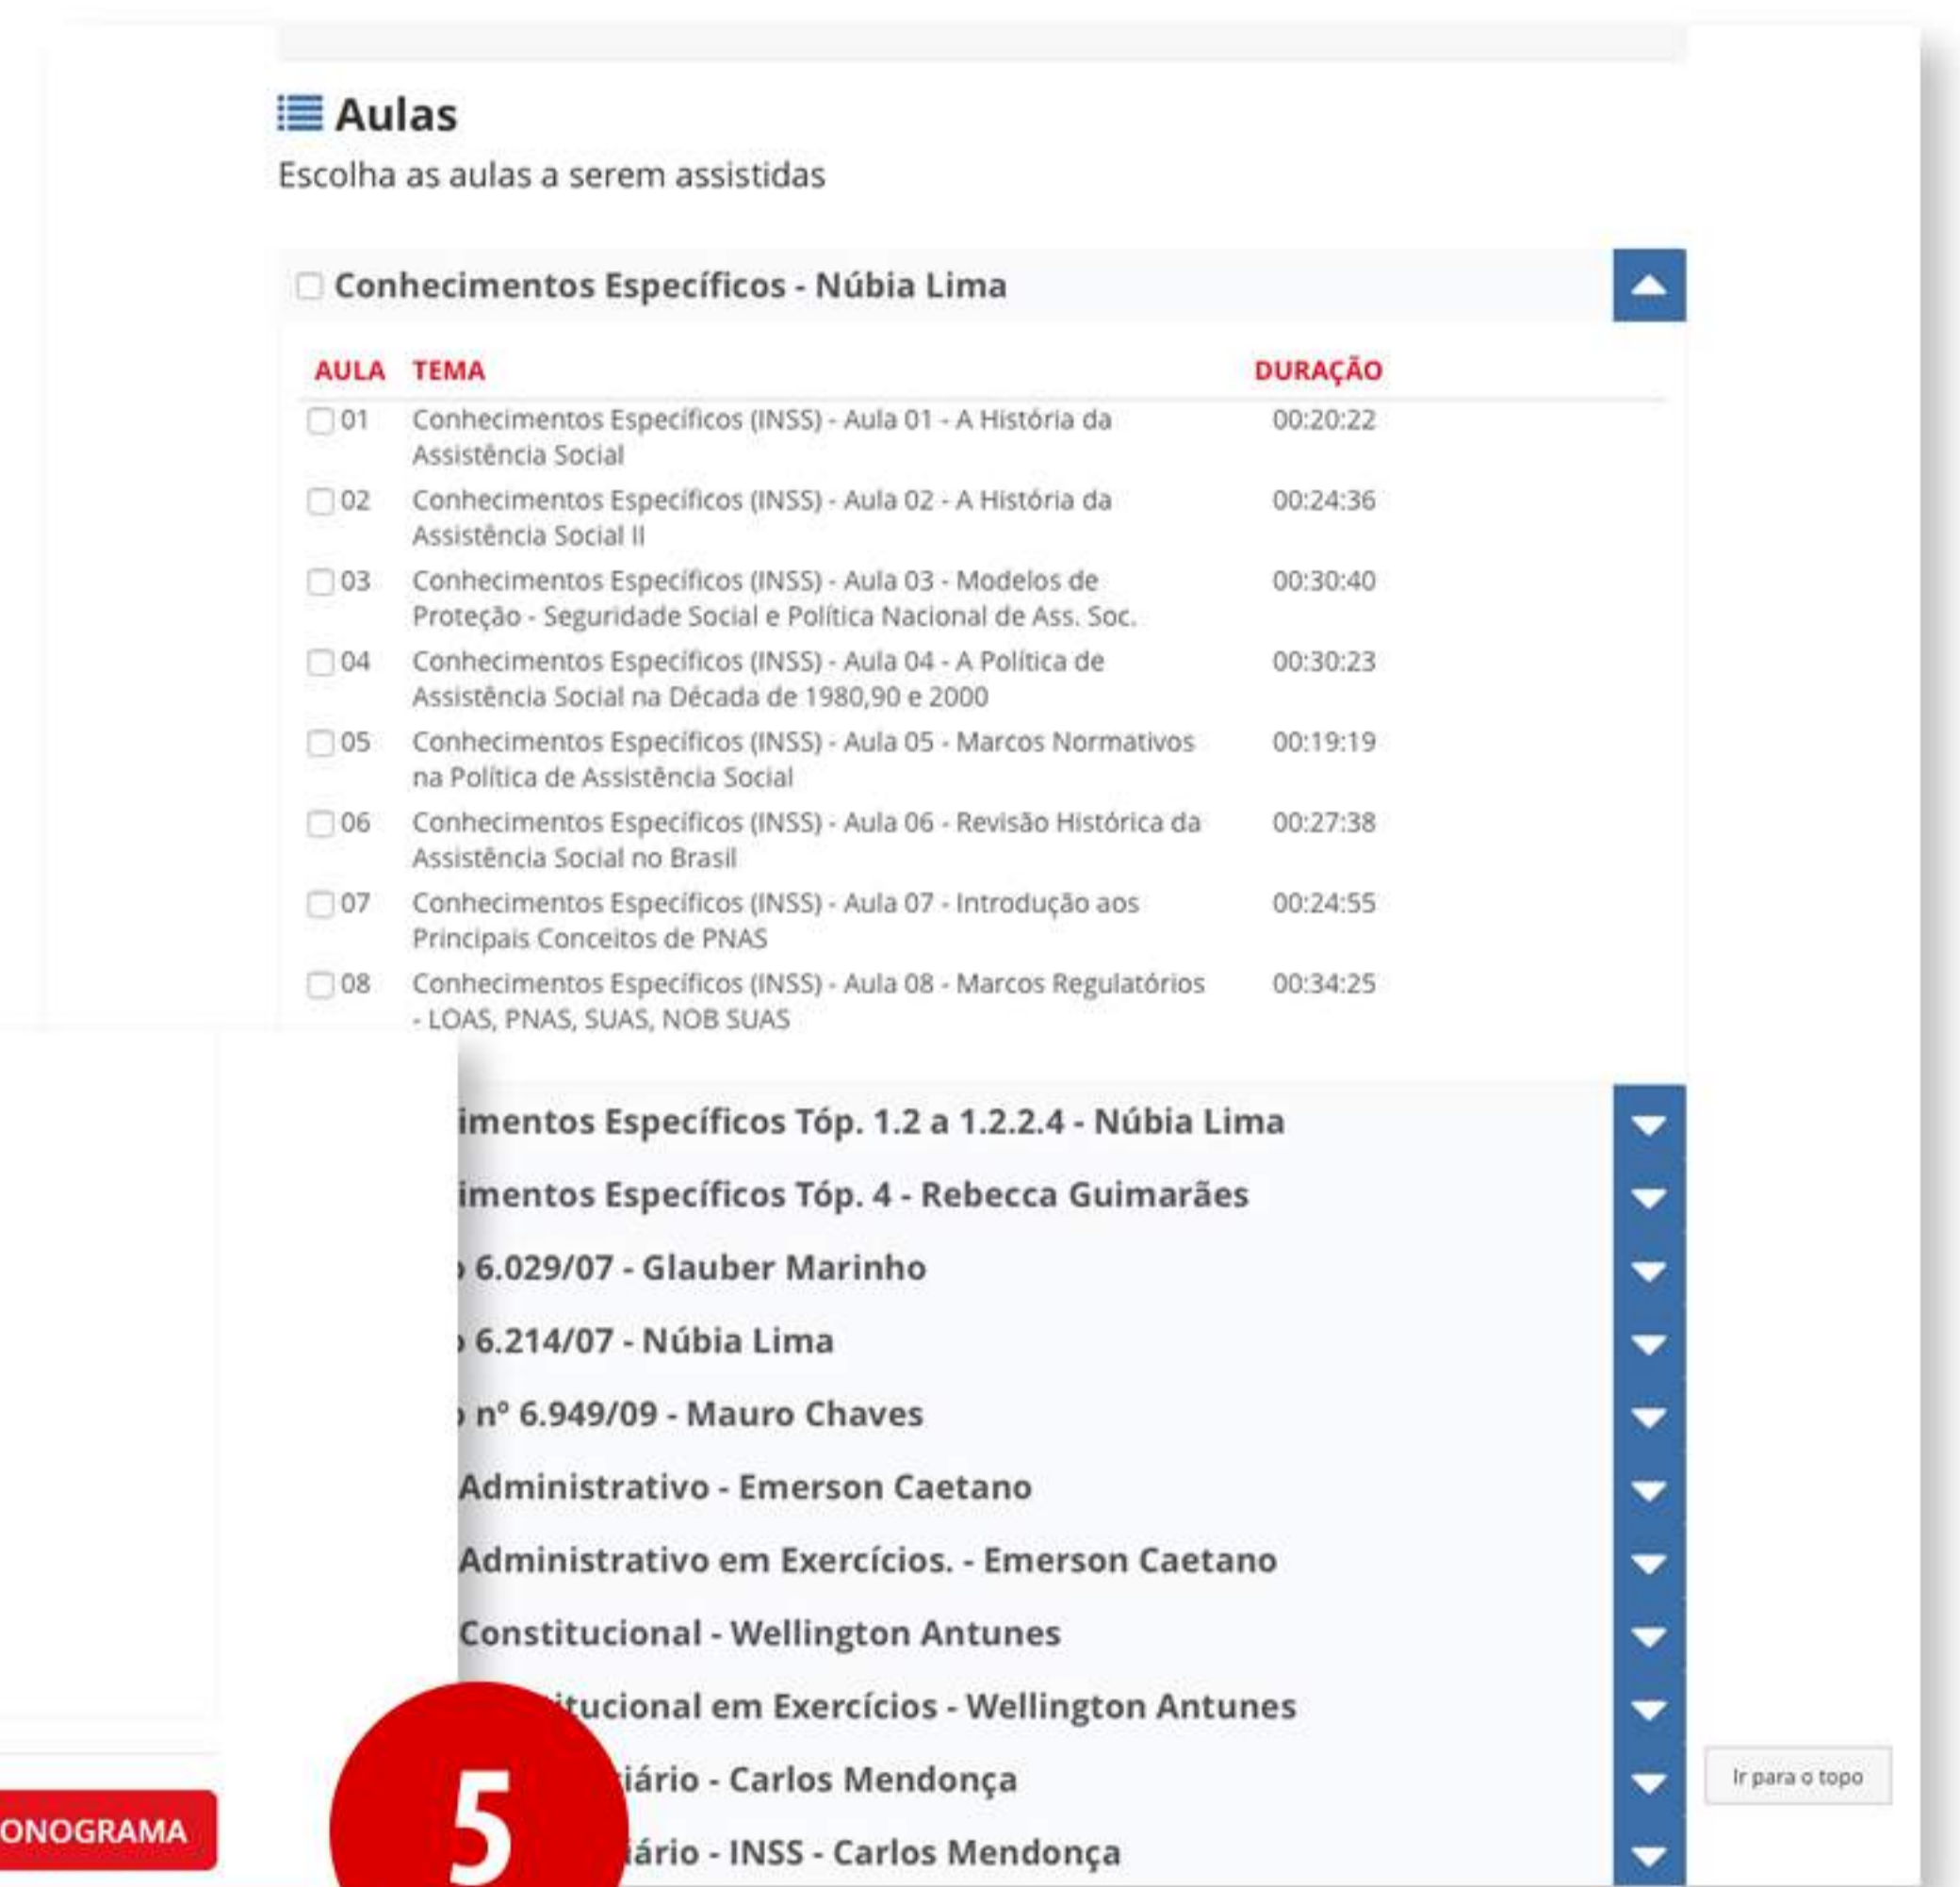 Aulas
Escolha as aulas a serem assistidas
Conhecimentos Específicos - Núbia Lima
AULA TEMA DURAÇÃO
01 Conhecimentos Específicos (INSS) - Aula 01 - A História da 00:20:22
Assistência Social
02 Conhecimentos Específicos (INSS) - Aula 02 - A História da 00:24:36
Assistência Social II
03 Conhecimentos Específicos (INSS) - Aula 03 - Modelos de 00:30:40
Proteção - Seguridade Social e Política Nacional de Ass. Soc.
04 Conhecimentos Específicos (INSS) - Aula 04 - A Política de 00:30:23
Assistência Social na Década de 1980,90 e 2000
05 Conhecimentos Específicos (INSS) - Aula 05 - Marcos Normativos 00:19:19
na Política de Assistência Social
06 Conhecimentos Específicos (INSS) - Aula 06 - Revisão Histórica da 00:27:38
Assistência Social no Brasil
07 Conhecimentos Específicos (INSS) - Aula 07 - Introdução aos 00:24:55
Principais Conceitos de PNAS
08 Conhecimentos Específicos (INSS) - Aula 08 - Marcos Regulatórios 00:34:25
- LOAS, PNAS, SUAS, NOB SUAS
imentos Específicos Tóp. 1.2 a 1.2.2.4 - Núbia Lima
imentos Específicos Tóp. 4 - Rebecca Guimarães
6.029/07 - Glauber Marinho
6.214/07 - Núbia Lima
nº 6.949/09 - Mauro Chaves
Administrativo - Emerson Caetano
Administrativo em Exercícios. - Emerson Caetano
Constitucional - Wellington Antunes
itucional em Exercícios - Wellington Antunes
iário - Carlos Mendonça
Ir para o topo
ONOGRAMA
5
iário - INSS - Carlos Mendonça